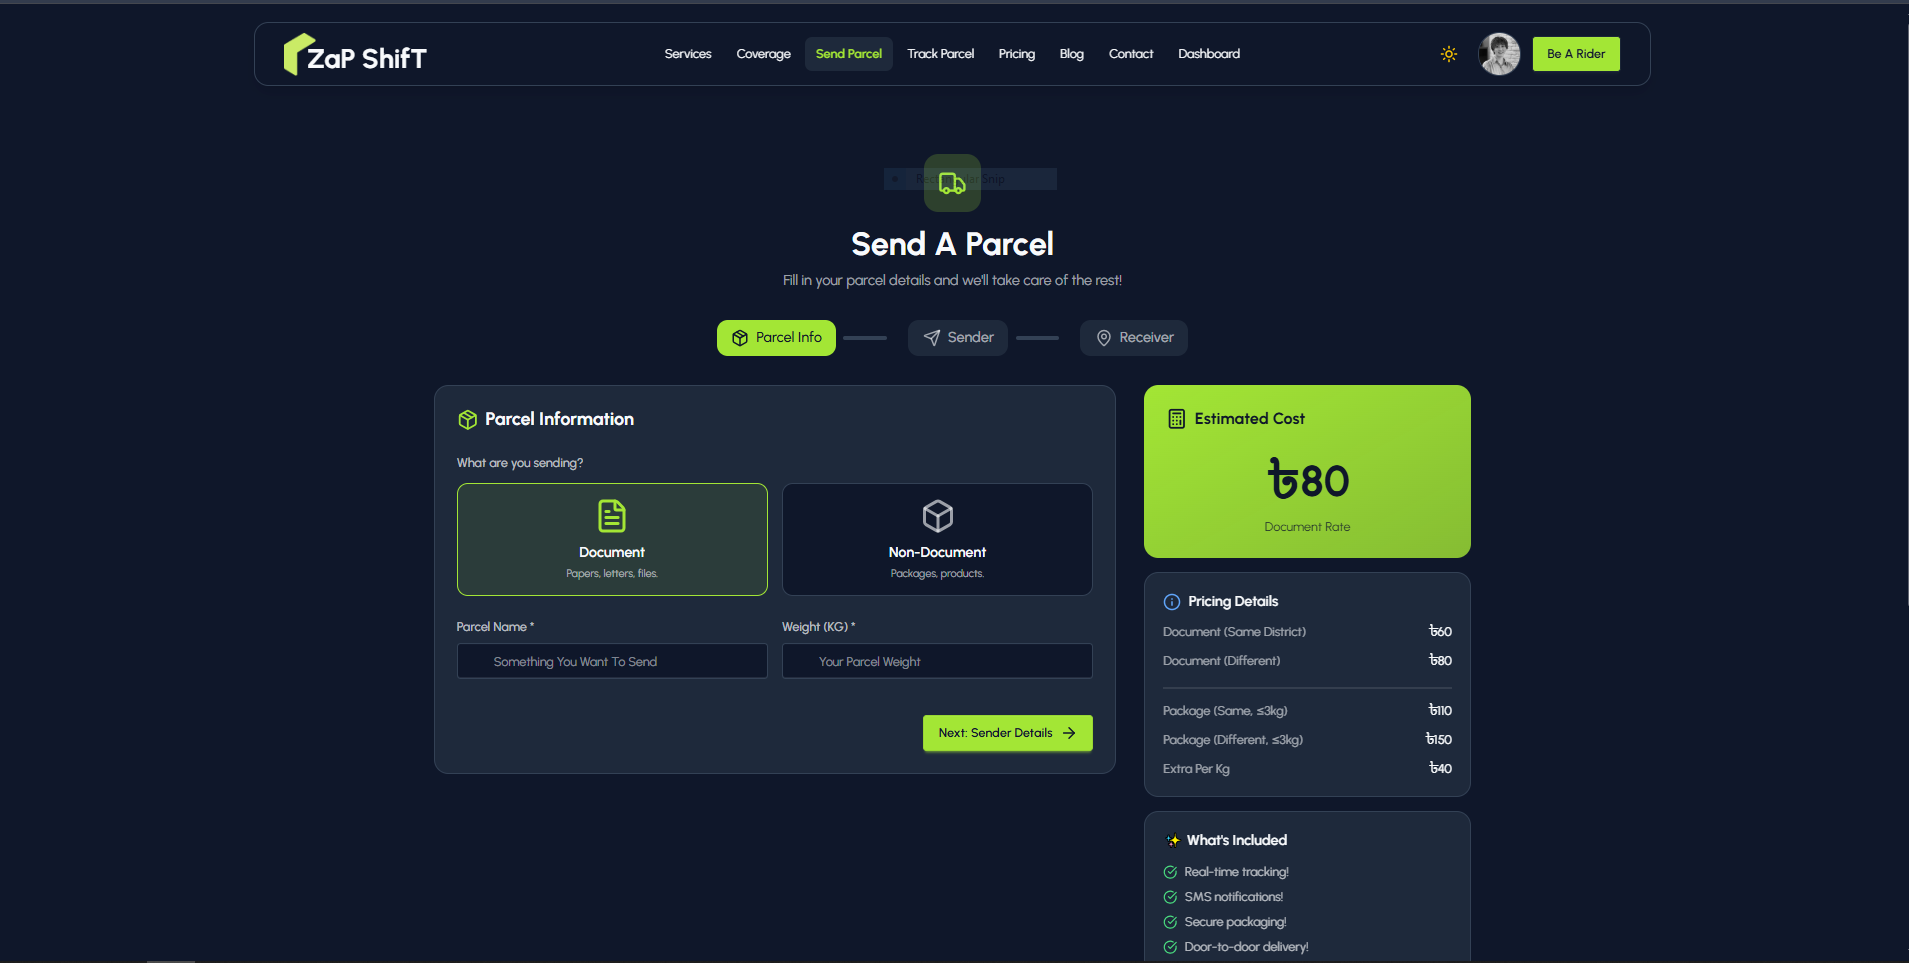 ZaP ShifT
Services Coverage Send Parcel Track Parcel Pricing Blog Contact Dashboard Be A Rider
Send A Parcel
Fill in your parcel details and we'll take care of the rest!
Parcel Info Sender Receiver
Parcel Information
What are you sending?
Document
Papers, letters, files.
Non-Document
Packages, products.
Parcel Name *
Something You Want To Send
Weight (KG) *
Your Parcel Weight
Next: Sender Details
Estimated Cost
৳80
Document Rate
Pricing Details
Document (Same District) ৳60
Document (Different) ৳80
Package (Same, ≤3kg) ৳110
Package (Different, ≤3kg) ৳150
Extra Per Kg ৳40
What's Included
Real-time tracking!
SMS notifications!
Secure packaging!
Door-to-door delivery!